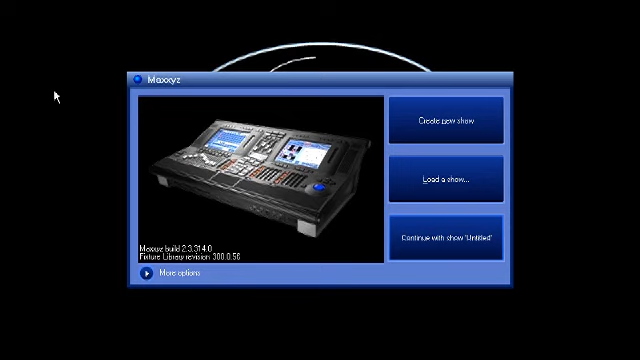 Maxxyz
Create new show
Load a show...
Continue with show 'Untitled'
Maxxyz build 2.3.314.0
Fixture Library revision 300.0.56
More options